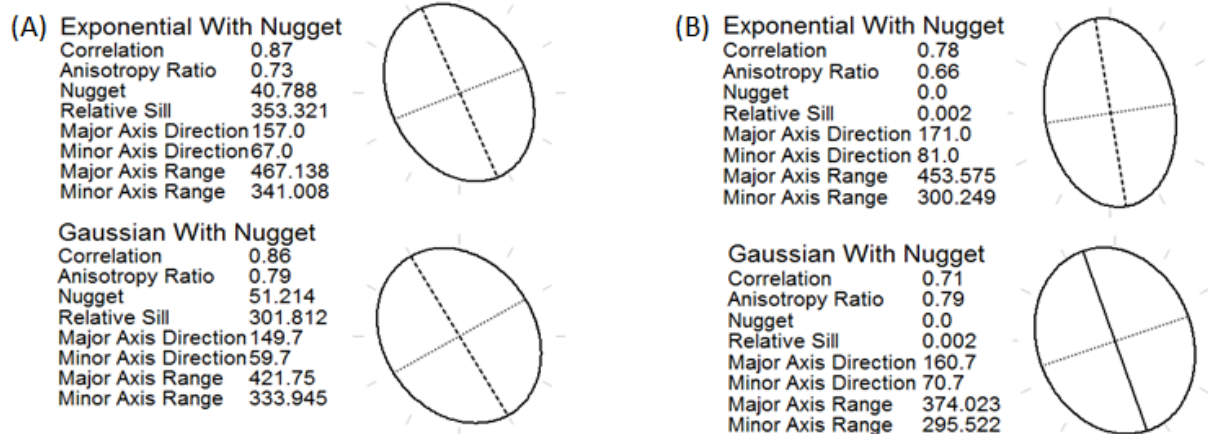 (A) Exponential With Nugget
Correlation 0.87
Anisotropy Ratio 0.73
Nugget 40.788
Relative Sill 353.321
Major Axis Direction 157.0
Minor Axis Direction 67.0
Major Axis Range 467.138
Minor Axis Range 341.008
Gaussian With Nugget
Correlation 0.86
Anisotropy Ratio 0.79
Nugget 51.214
Relative Sill 301.812
Major Axis Direction 149.7
Minor Axis Direction 59.7
Major Axis Range 421.75
Minor Axis Range 333.945
(B) Exponential With Nugget
Correlation 0.78
Anisotropy Ratio 0.66
Nugget 0.0
Relative Sill 0.002
Major Axis Direction 171.0
Minor Axis Direction 81.0
Major Axis Range 453.575
Minor Axis Range 300.249
Gaussian With Nugget
Correlation 0.71
Anisotropy Ratio 0.79
Nugget 0.0
Relative Sill 0.002
Major Axis Direction 160.7
Minor Axis Direction 70.7
Major Axis Range 374.023
Minor Axis Range 295.522